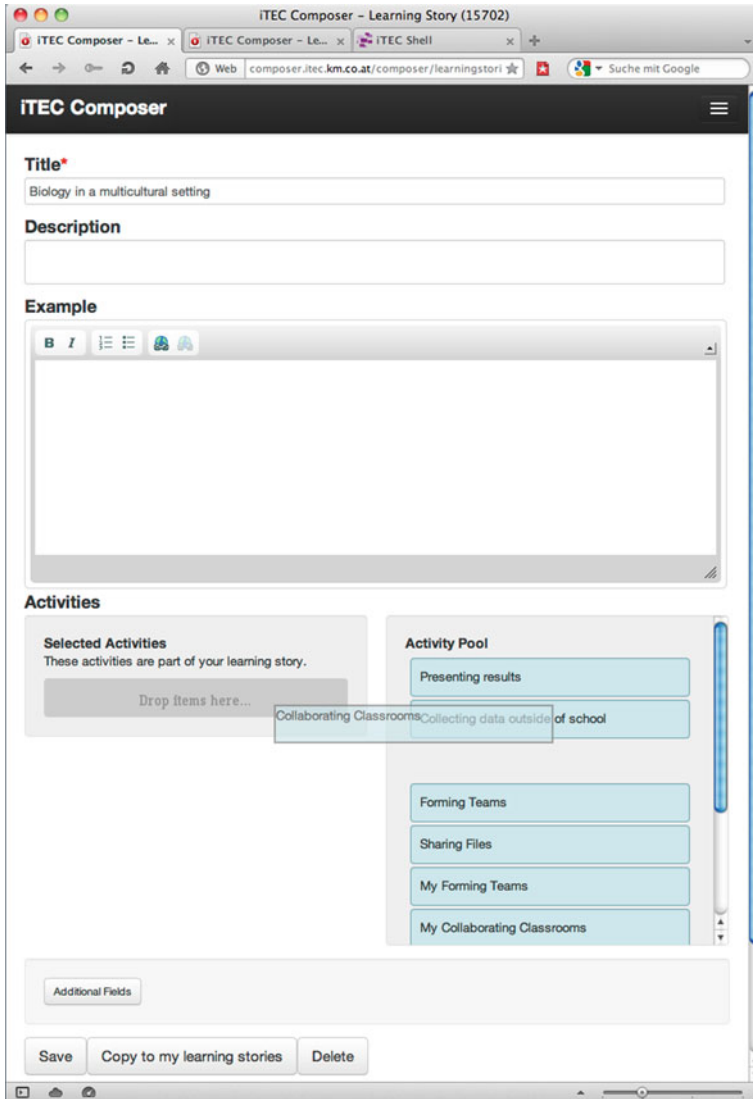 iTEC Composer – Learning Story (15702)
iTEC Composer – Le... iTEC Composer – Le... iTEC Shell
Web composer.itec.km.co.at/composer/learningstori Suche mit Google
iTEC Composer
Title*
Biology in a multicultural setting
Description
Example
B I
Activities
Selected Activities
These activities are part of your learning story.
Drop items here...
Activity Pool
Presenting results
Collaborating Classrooms
Collecting data outside of school
Forming Teams
Sharing Files
My Forming Teams
My Collaborating Classrooms
Additional Fields
Save Copy to my learning stories Delete